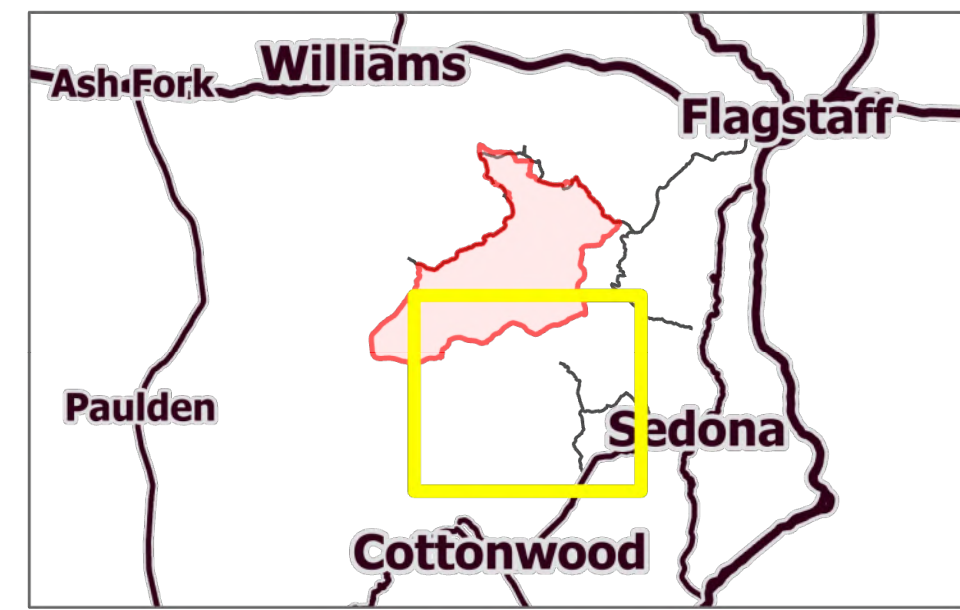 Williams
Ash Fork
Flagstaff
Paulden
Sedona
Cottonwood